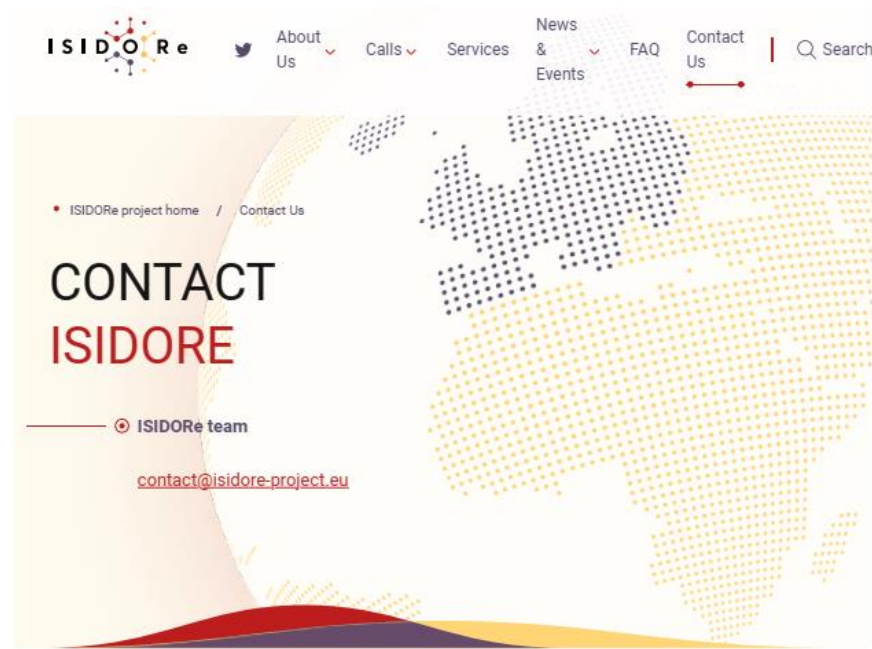 ISIDORe
About
Us
Calls
Services
News
&
Events
FAQ
Contact
Us
Search
ISIDORe project home / Contact Us
CONTACT
ISIDORE
ISIDORe team
contact@isidore-project.eu